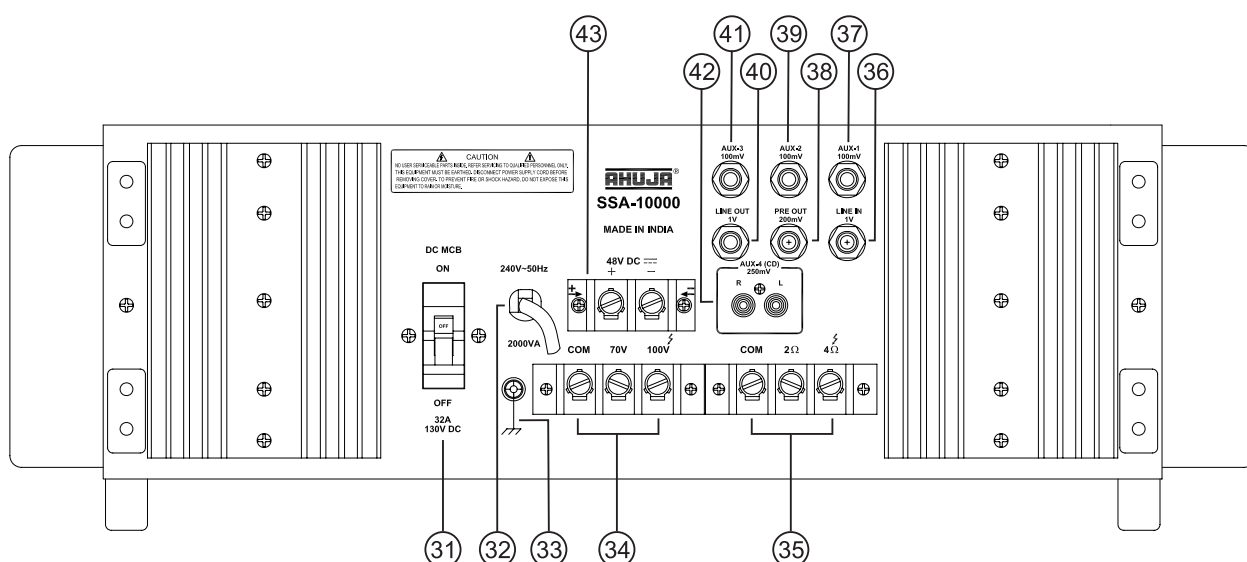 43
41
39
37
42
40
38
36
CAUTION
NO USER SERVICEABLE PARTS INSIDE, REFER SERVICING TO QUALIFIED PERSONNEL ONLY.
THIS EQUIPMENT MUST BE EARTHED. DISCONNECT POWER SUPPLY CORD BEFORE
REMOVING COVER. TO PREVENT FIRE OR SHOCK HAZARD, DO NOT EXPOSE THIS
EQUIPMENT TO RAIN OR MOISTURE.
AHUJA®
SSA-10000
MADE IN INDIA
AUX-3
100mV
AUX-2
100mV
AUX-1
100mV
LINE OUT
1V
PRE OUT
200mV
LINE IN
1V
AUX-4 (CD)
250mV
R L
DC MCB
ON
OFF
OFF
32A
130V DC
240V~50Hz
2000VA
48V DC
+ −
+ −
COM 70V 100V
COM 2Ω 4Ω
31
32
33
34
35